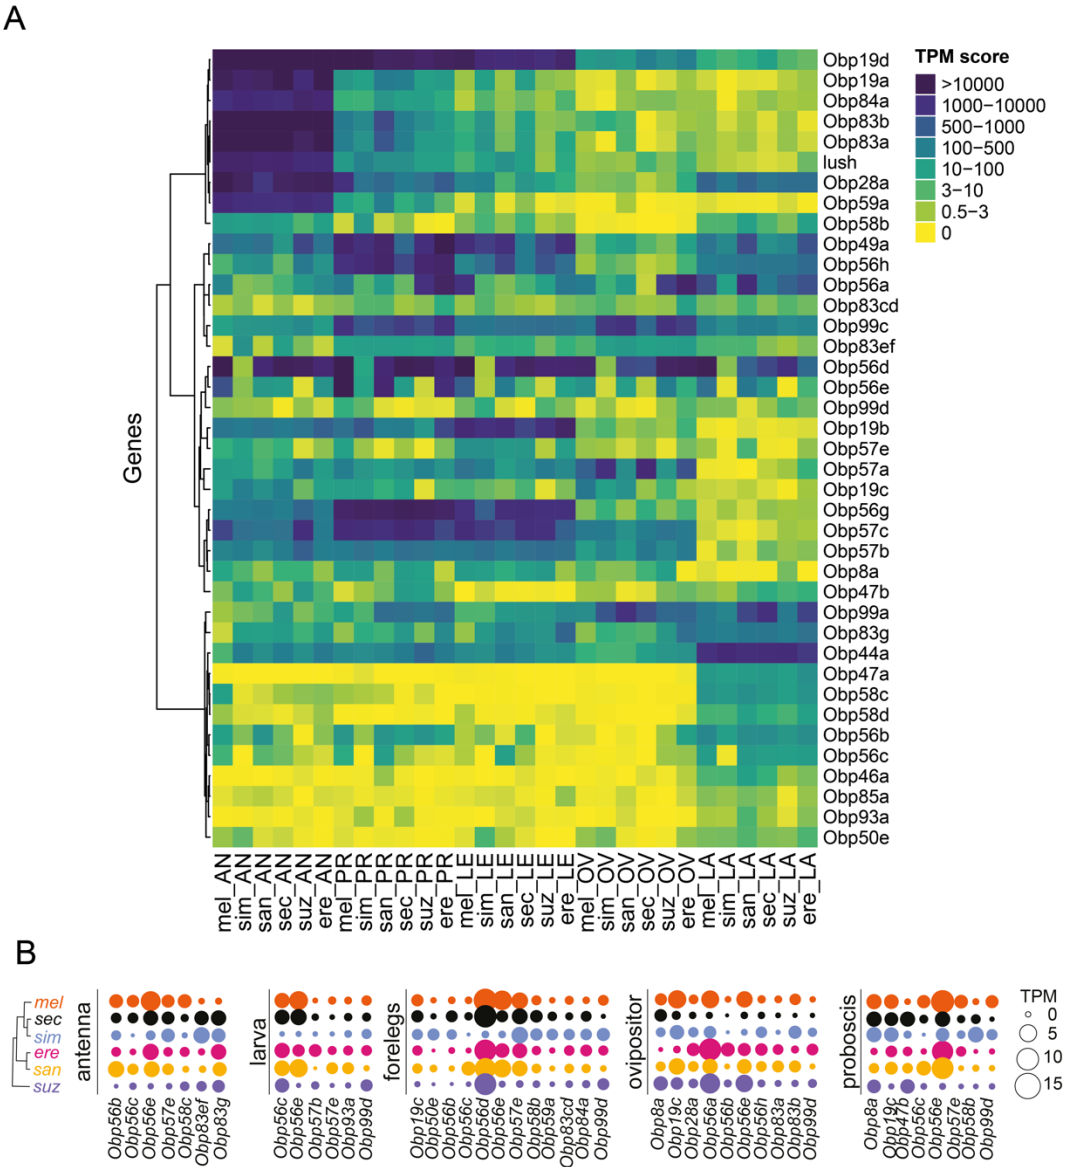 A
TPM score
>10000
1000−10000
500−1000
100−500
10−100
3−10
0.5−3
0
Genes
Obp19d
Obp19a
Obp84a
Obp83b
Obp83a
lush
Obp28a
Obp59a
Obp58b
Obp49a
Obp56h
Obp56a
Obp83cd
Obp99c
Obp83ef
Obp56d
Obp56e
Obp99d
Obp19b
Obp57e
Obp57a
Obp19c
Obp56g
Obp57c
Obp57b
Obp8a
Obp47b
Obp99a
Obp83g
Obp44a
Obp47a
Obp58c
Obp58d
Obp56b
Obp56c
Obp46a
Obp85a
Obp93a
Obp50e
mel_AN
sim_AN
san_AN
sec_AN
suz_AN
ere_AN
mel_PR
sim_PR
san_PR
sec_PR
suz_PR
ere_PR
mel_LE
sim_LE
san_LE
sec_LE
suz_LE
ere_LE
mel_OV
sim_OV
san_OV
sec_OV
suz_OV
ere_OV
mel_LA
sim_LA
san_LA
sec_LA
suz_LA
ere_LA
B
mel
sec
sim
ere
san
suz
antenna
Obp56b
Obp56c
Obp56e
Obp57e
Obp58c
Obp83ef
Obp83g
larva
Obp56c
Obp56e
Obp57b
Obp57e
Obp93a
Obp99d
forelegs
Obp19c
Obp50e
Obp56b
Obp56c
Obp56d
Obp56e
Obp57e
Obp58b
Obp59a
Obp83cd
Obp84a
Obp99d
ovipositor
Obp8a
Obp19c
Obp28a
Obp56a
Obp56b
Obp56e
Obp56h
Obp83a
Obp83b
Obp99d
proboscis
Obp8a
Obp19c
Obp47b
Obp56c
Obp56e
Obp57e
Obp58b
Obp99d
TPM
0
5
10
15